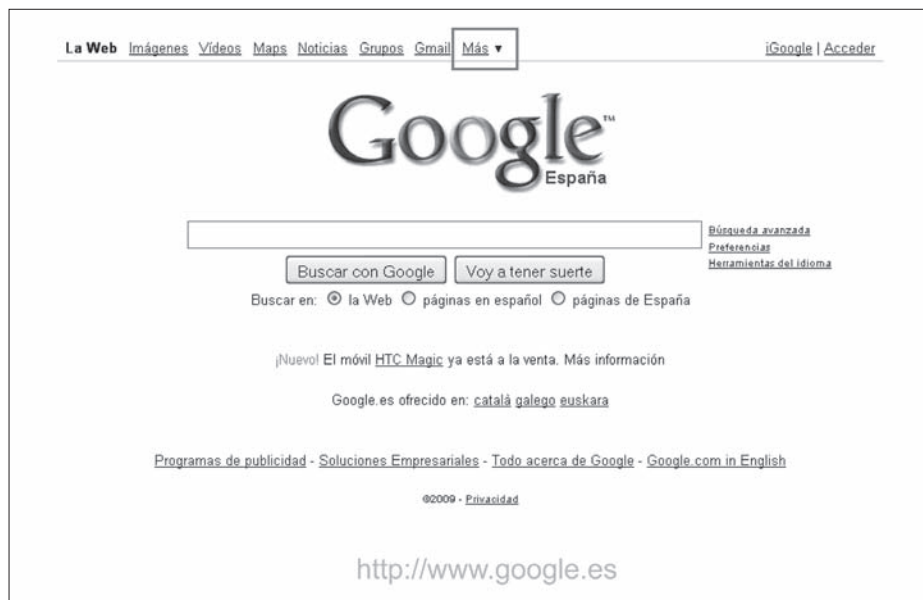 La Web Imágenes Vídeos Maps Noticias Grupos Gmail Más ▼ iGoogle | Acceder
Google™
España
Búsqueda avanzada
Preferencias
Herramientas del idioma
Buscar con Google Voy a tener suerte
Buscar en: la Web páginas en español páginas de España
¡Nuevo! El móvil HTC Magic ya está a la venta. Más información
Google.es ofrecido en: català galego euskara
Programas de publicidad - Soluciones Empresariales - Todo acerca de Google - Google.com in English
©2009 - Privacidad
http://www.google.es